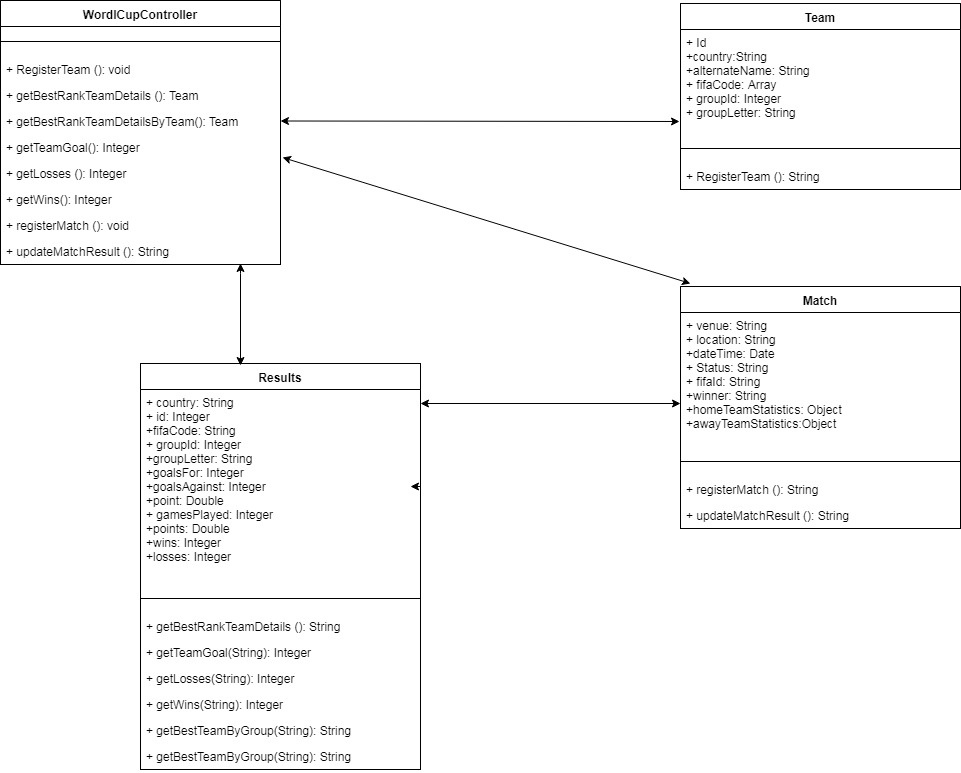 WordlCupController
+ RegisterTeam (): void
+ getBestRankTeamDetails (): Team
+ getBestRankTeamDetailsByTeam(): Team
+ getTeamGoal(): Integer
+ getLosses (): Integer
+ getWins(): Integer
+ registerMatch (): void
+ updateMatchResult (): String
Team
+ Id
+country:String
+alternateName: String
+ fifaCode: Array
+ groupId: Integer
+ groupLetter: String
+ RegisterTeam (): String
Match
+ venue: String
+ location: String
+dateTime: Date
+ Status: String
+ fifaId: String
+winner: String
+homeTeamStatistics: Object
+awayTeamStatistics:Object
+ registerMatch (): String
+ updateMatchResult (): String
Results
+ country: String
+ id: Integer
+fifaCode: String
+ groupId: Integer
+groupLetter: String
+goalsFor: Integer
+goalsAgainst: Integer
+point: Double
+ gamesPlayed: Integer
+points: Double
+wins: Integer
+losses: Integer
+ getBestRankTeamDetails (): String
+ getTeamGoal(String): Integer
+ getLosses(String): Integer
+ getWins(String): Integer
+ getBestTeamByGroup(String): String
+ getBestTeamByGroup(String): String